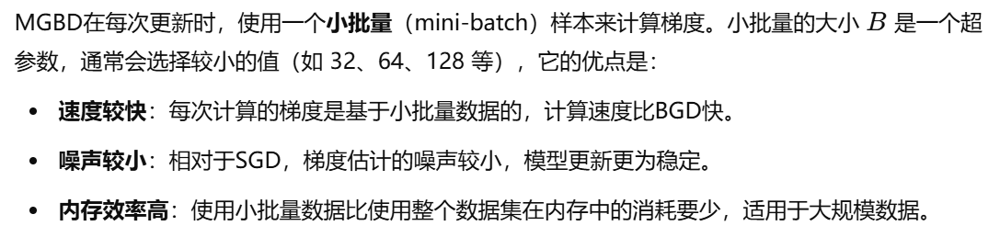 MGBD在每次更新时，使用一个小批量（mini-batch）样本来计算梯度。小批量的大小 B 是一个超
参数，通常会选择较小的值（如 32、64、128 等），它的优点是：
• 速度较快：每次计算的梯度是基于小批量数据的，计算速度比BGD快。
• 噪声较小：相对于SGD，梯度估计的噪声较小，模型更新更为稳定。
• 内存效率高：使用小批量数据比使用整个数据集在内存中的消耗要少，适用于大规模数据。